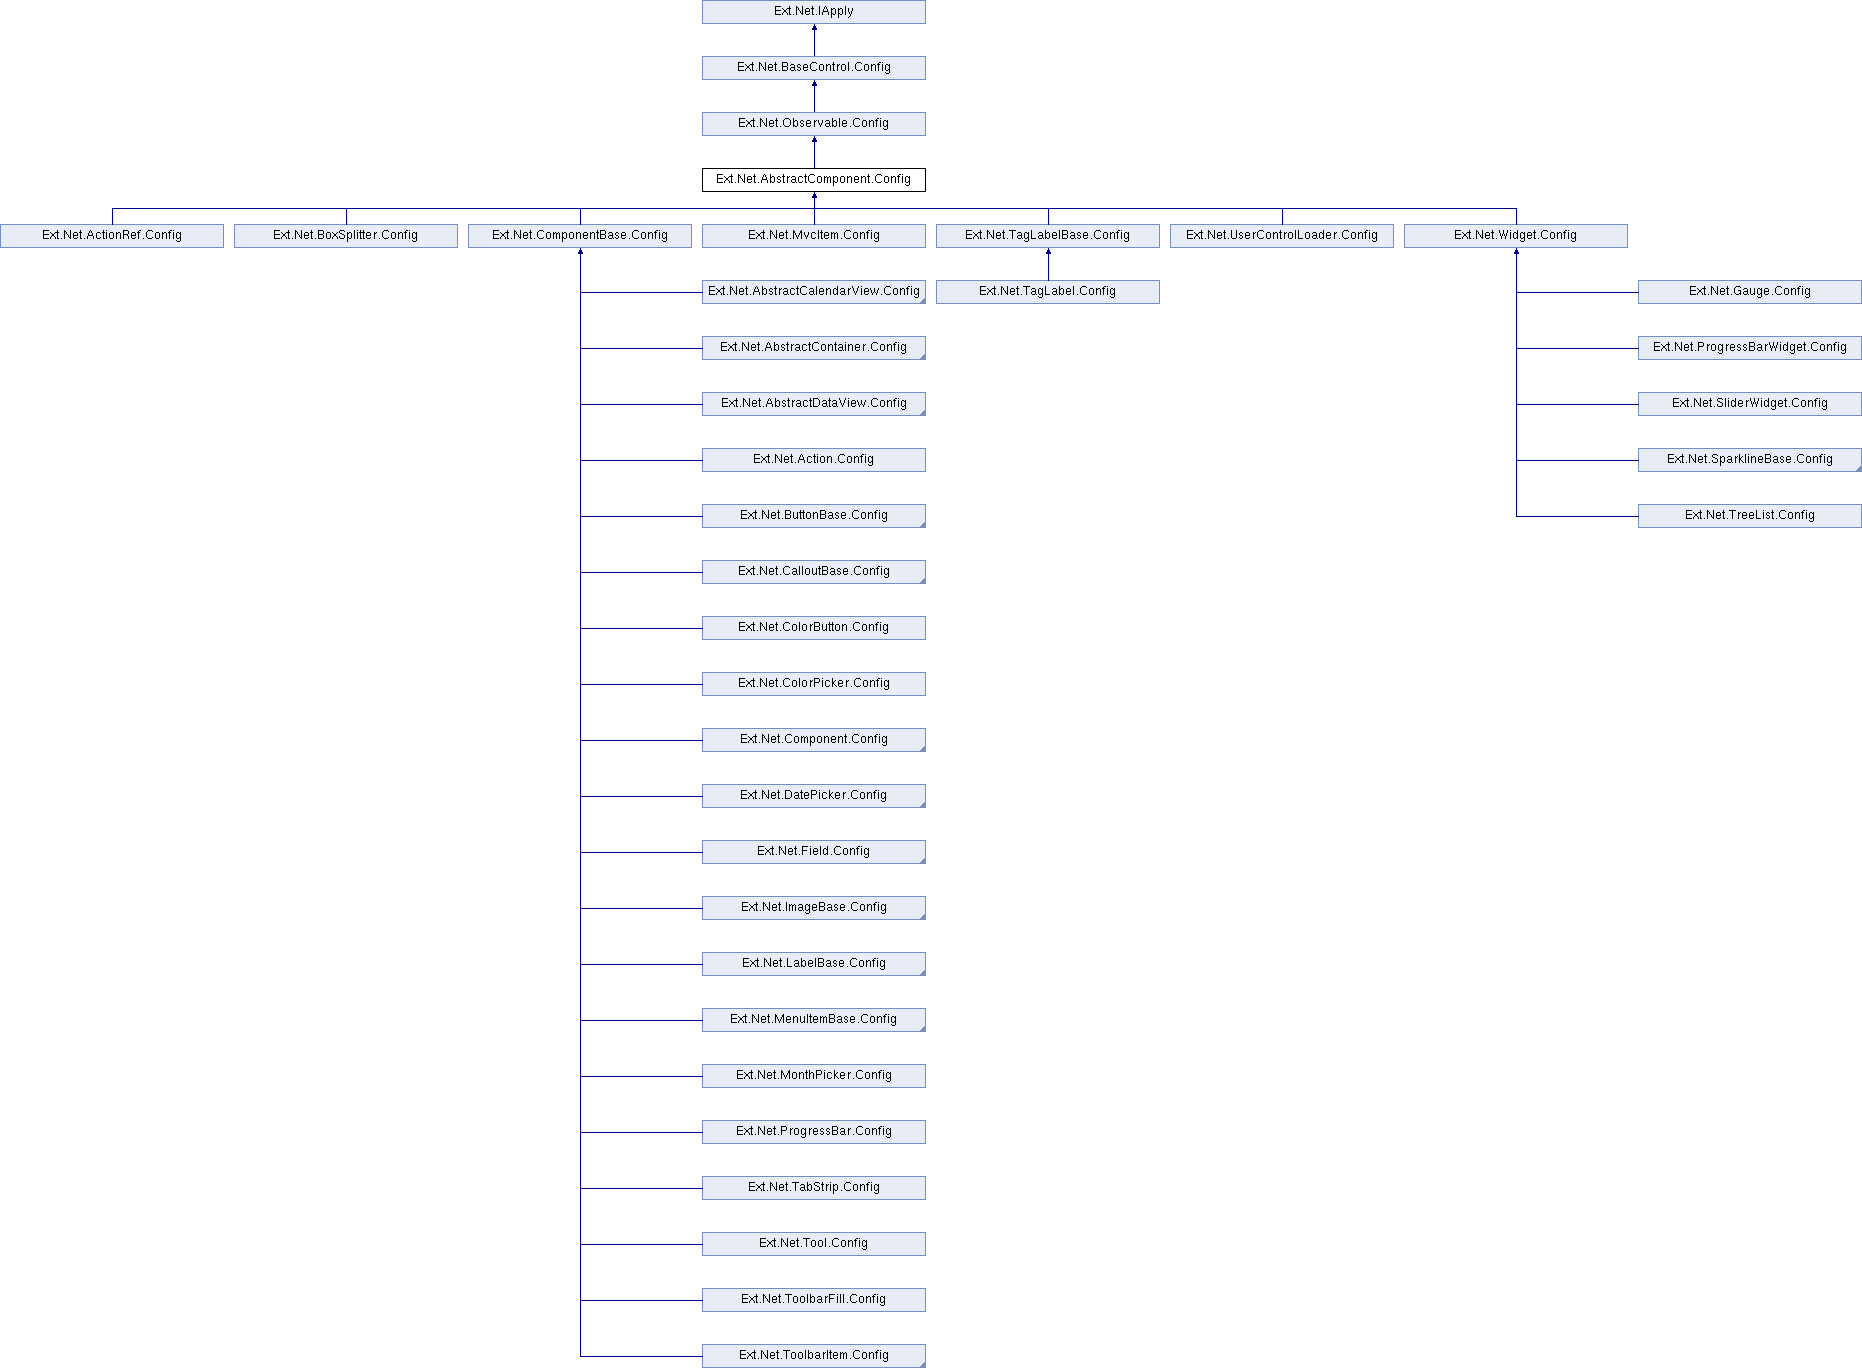 Ext.Net.IApply
Ext.Net.BaseControl.Config
Ext.Net.Observable.Config
Ext.Net.AbstractComponent.Config
Ext.Net.ActionRef.Config
Ext.Net.BoxSplitter.Config
Ext.Net.ComponentBase.Config
Ext.Net.MvcItem.Config
Ext.Net.TagLabelBase.Config
Ext.Net.UserControlLoader.Config
Ext.Net.Widget.Config
Ext.Net.AbstractCalendarView.Config
Ext.Net.TagLabel.Config
Ext.Net.Gauge.Config
Ext.Net.AbstractContainer.Config
Ext.Net.ProgressBarWidget.Config
Ext.Net.AbstractDataView.Config
Ext.Net.SliderWidget.Config
Ext.Net.Action.Config
Ext.Net.SparklineBase.Config
Ext.Net.ButtonBase.Config
Ext.Net.TreeList.Config
Ext.Net.CalloutBase.Config
Ext.Net.ColorButton.Config
Ext.Net.ColorPicker.Config
Ext.Net.Component.Config
Ext.Net.DatePicker.Config
Ext.Net.Field.Config
Ext.Net.ImageBase.Config
Ext.Net.LabelBase.Config
Ext.Net.MenuItemBase.Config
Ext.Net.MonthPicker.Config
Ext.Net.ProgressBar.Config
Ext.Net.TabStrip.Config
Ext.Net.Tool.Config
Ext.Net.ToolbarFill.Config
Ext.Net.ToolbarItem.Config